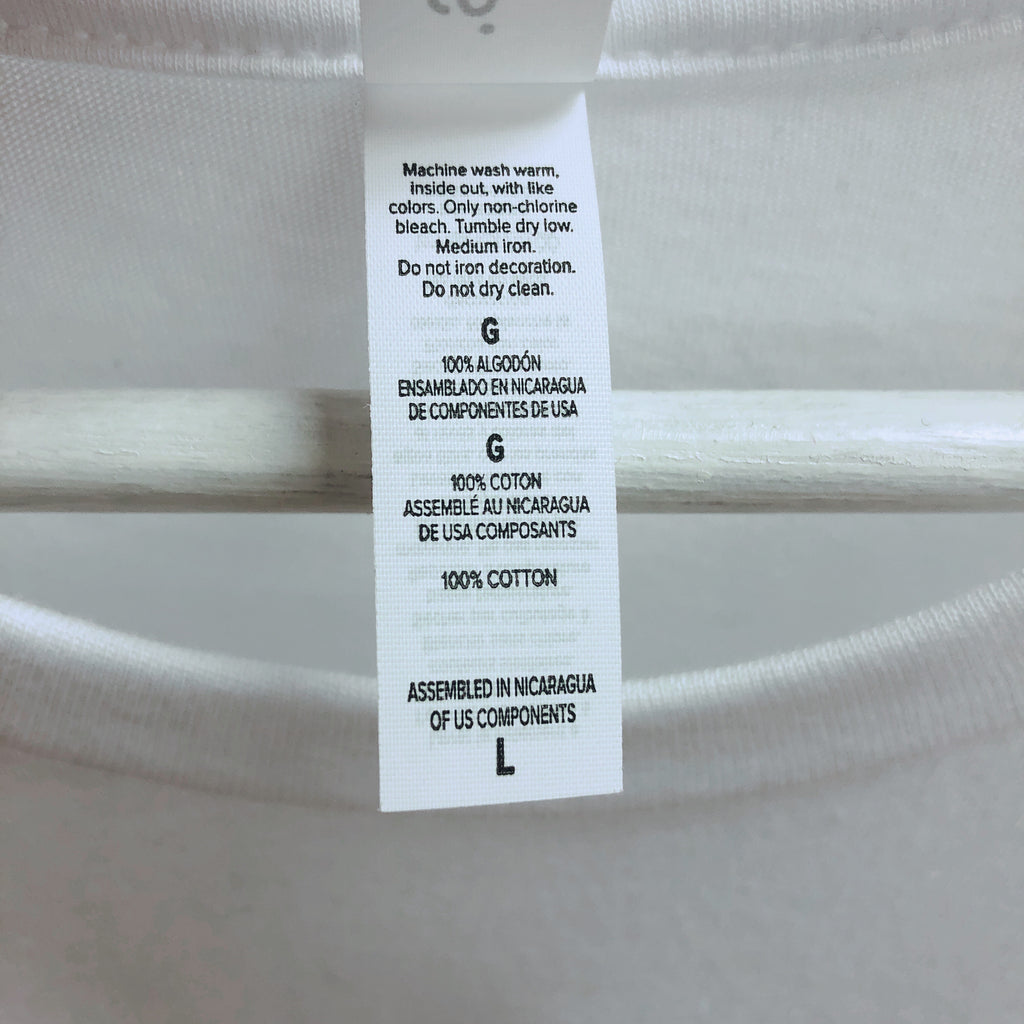 Machine wash warm,
inside out, with like
colors. Only non-chlorine
bleach. Tumble dry low.
Medium iron.
Do not iron decoration.
Do not dry clean.
G
100% ALGODÓN
ENSAMBLADO EN NICARAGUA
DE COMPONENTES DE USA
G
100% COTON
ASSEMBLÉ AU NICARAGUA
DE USA COMPOSANTS
100% COTTON
ASSEMBLED IN NICARAGUA
OF US COMPONENTS
L